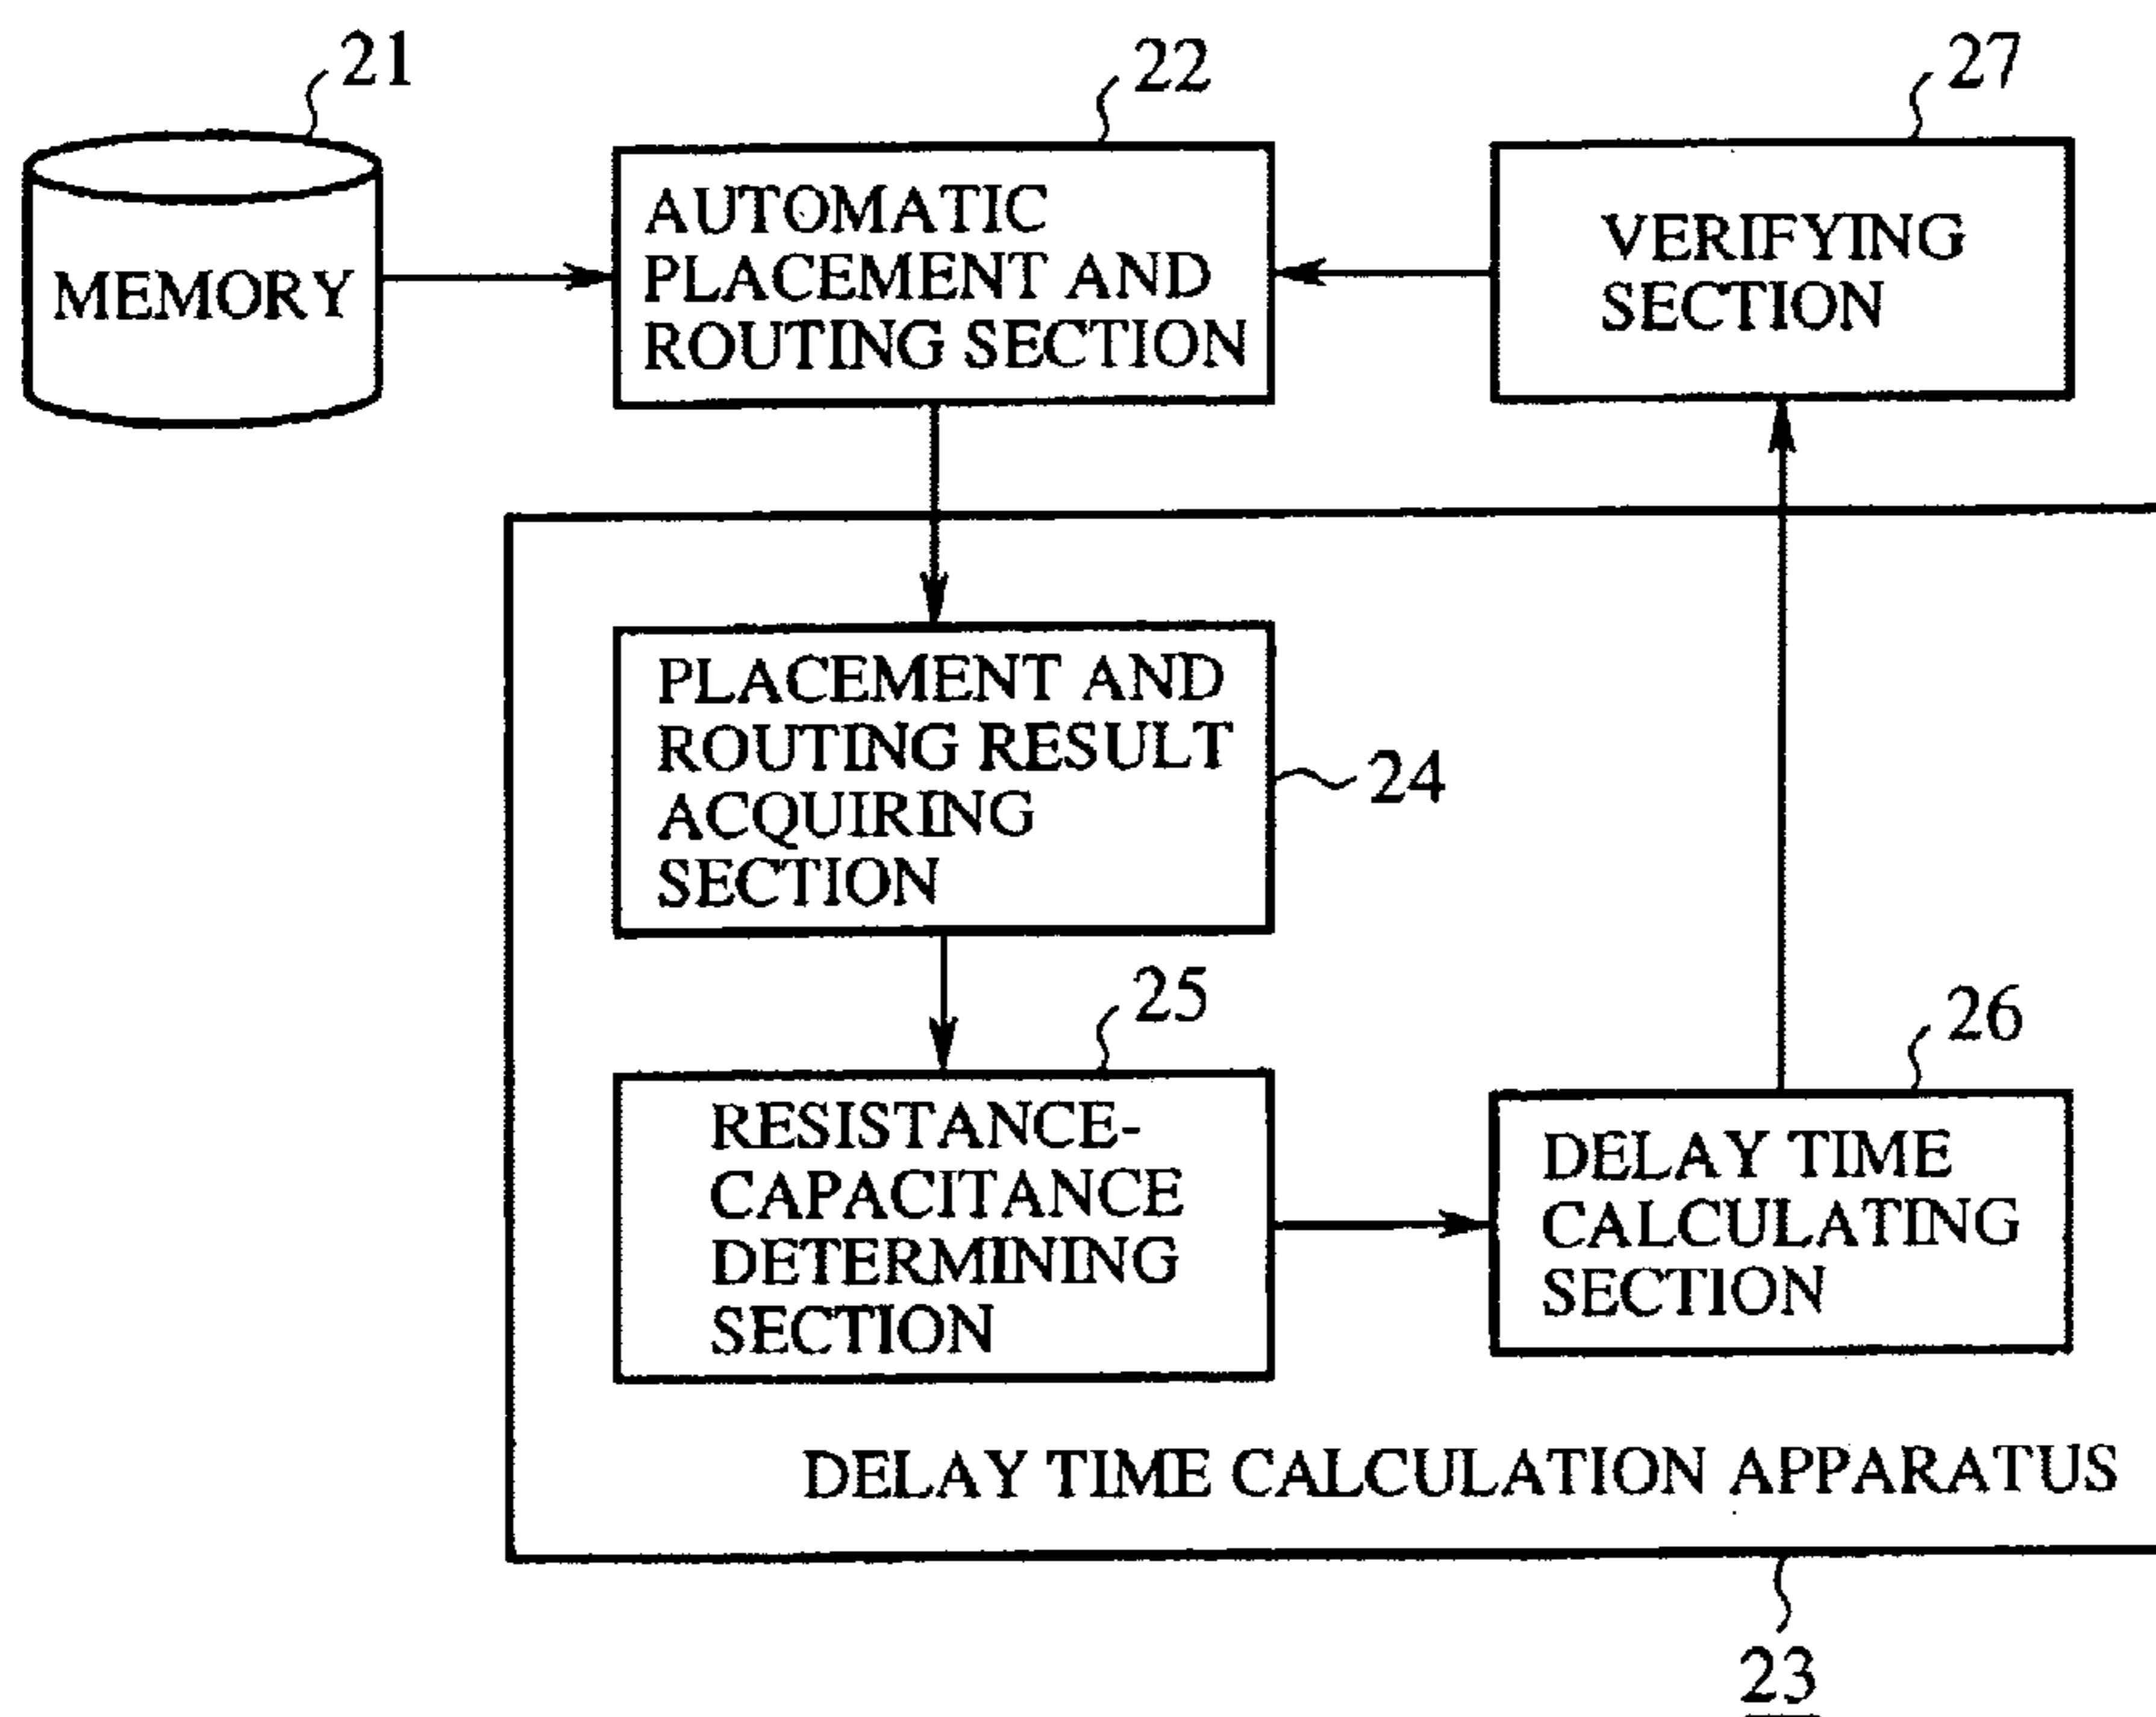 21
22
27
MEMORY
AUTOMATIC
PLACEMENT AND
ROUTING SECTION
VERIFYING
SECTION
PLACEMENT AND
ROUTING RESULT
ACQUIRING
SECTION
24
25
RESISTANCE-
CAPACITANCE
DETERMINING
SECTION
26
DELAY TIME
CALCULATING
SECTION
DELAY TIME CALCULATION APPARATUS
23